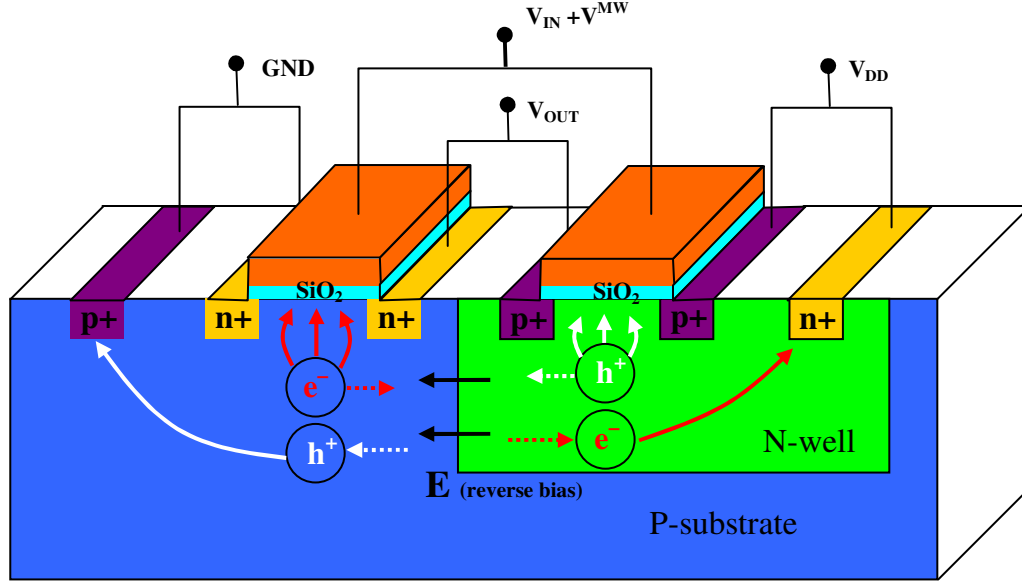 V_IN +V^MW
GND
V_DD
V_OUT
SiO₂
SiO₂
p+
n+
n+
p+
p+
n+
e⁻
h⁺
h⁺
e⁻
N-well
E (reverse bias)
P-substrate